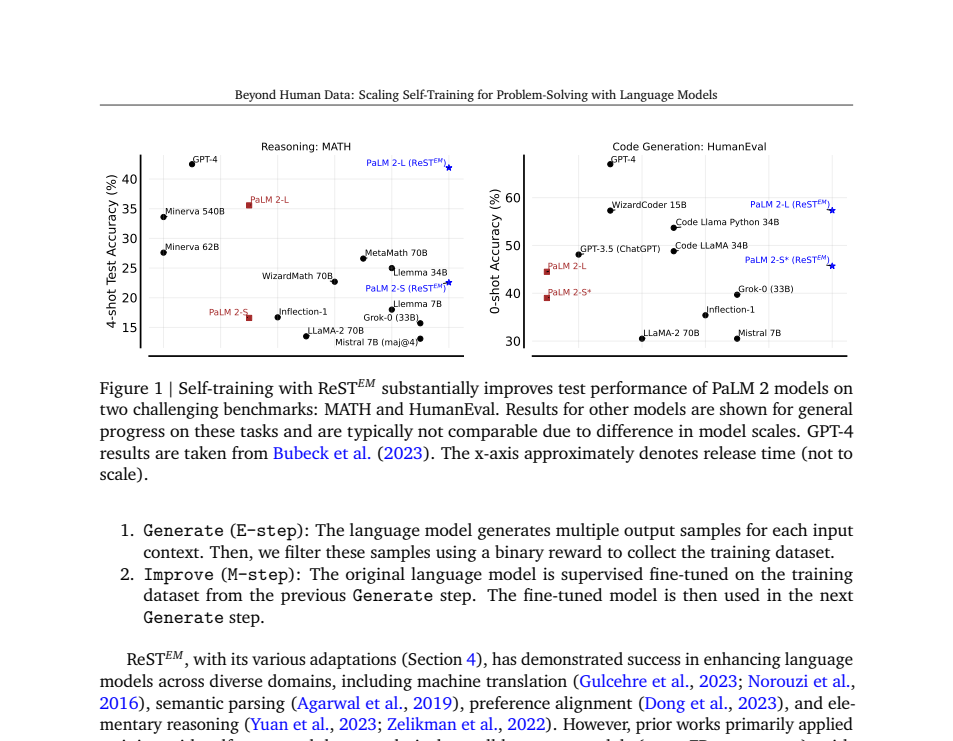 Beyond Human Data: Scaling Self-Training for Problem-Solving with Language Models
Reasoning: MATH
4-shot Test Accuracy (%)
40
35
30
25
20
15
GPT-4
PaLM 2-L (ReST^EM)
PaLM 2-L
Minerva 540B
Minerva 62B
MetaMath 70B
Llemma 34B
WizardMath 70B
PaLM 2-S (ReST^EM)
Llemma 7B
PaLM 2-S
Inflection-1
Grok-0 (33B)
LLaMA-2 70B
Mistral 7B (maj@4)
Code Generation: HumanEval
0-shot Accuracy (%)
60
50
40
30
GPT-4
WizardCoder 15B
PaLM 2-L (ReST^EM)
Code Llama Python 34B
GPT-3.5 (ChatGPT)
Code LLaMA 34B
PaLM 2-S* (ReST^EM)
PaLM 2-L
PaLM 2-S*
Grok-0 (33B)
Inflection-1
LLaMA-2 70B
Mistral 7B
Figure 1 | Self-training with ReST^EM substantially improves test performance of PaLM 2 models on
two challenging benchmarks: MATH and HumanEval. Results for other models are shown for general
progress on these tasks and are typically not comparable due to difference in model scales. GPT-4
results are taken from Bubeck et al. (2023). The x-axis approximately denotes release time (not to
scale).
1. Generate (E-step): The language model generates multiple output samples for each input
context. Then, we filter these samples using a binary reward to collect the training dataset.
2. Improve (M-step): The original language model is supervised fine-tuned on the training
dataset from the previous Generate step. The fine-tuned model is then used in the next
Generate step.
ReST^EM, with its various adaptations (Section 4), has demonstrated success in enhancing language
models across diverse domains, including machine translation (Gulcehre et al., 2023; Norouzi et al.,
2016), semantic parsing (Agarwal et al., 2019), preference alignment (Dong et al., 2023), and ele-
mentary reasoning (Yuan et al., 2023; Zelikman et al., 2022). However, prior works primarily applied